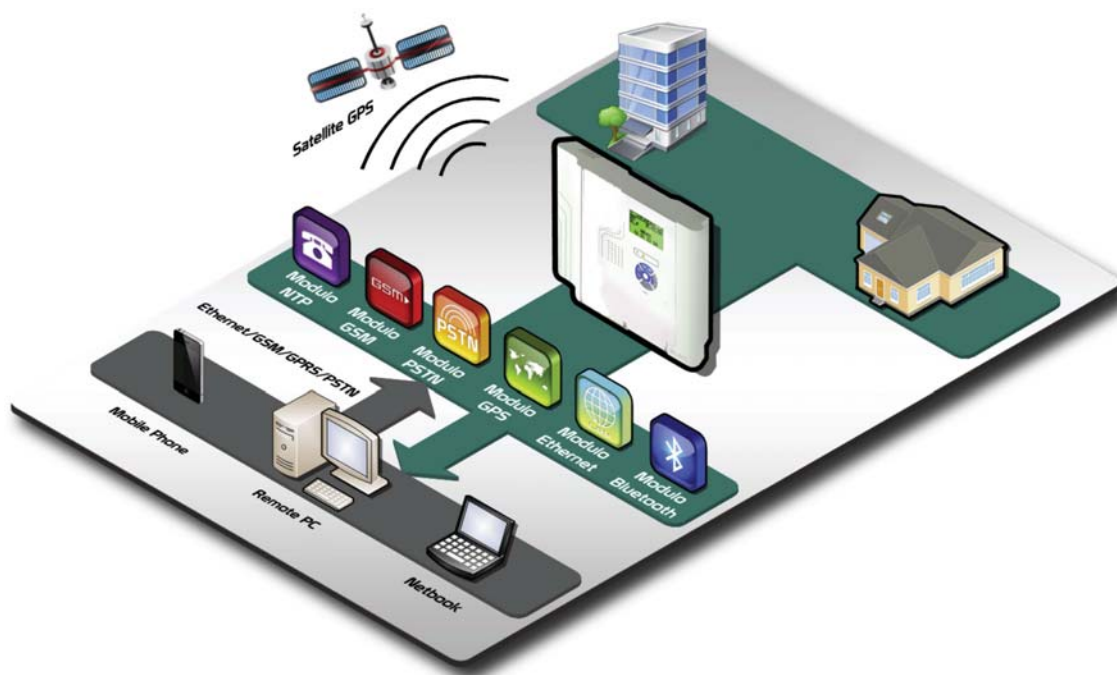 Satellite GPS
Modulo
NTP
GSM
Modulo
GSM
PSTN
Modulo
PSTN
Modulo
GPS
Modulo
Ethernet
Modulo
Bluetooth
Ethernet/GSM/GPRS/PSTN
Mobile Phone
Remote PC
Netbook